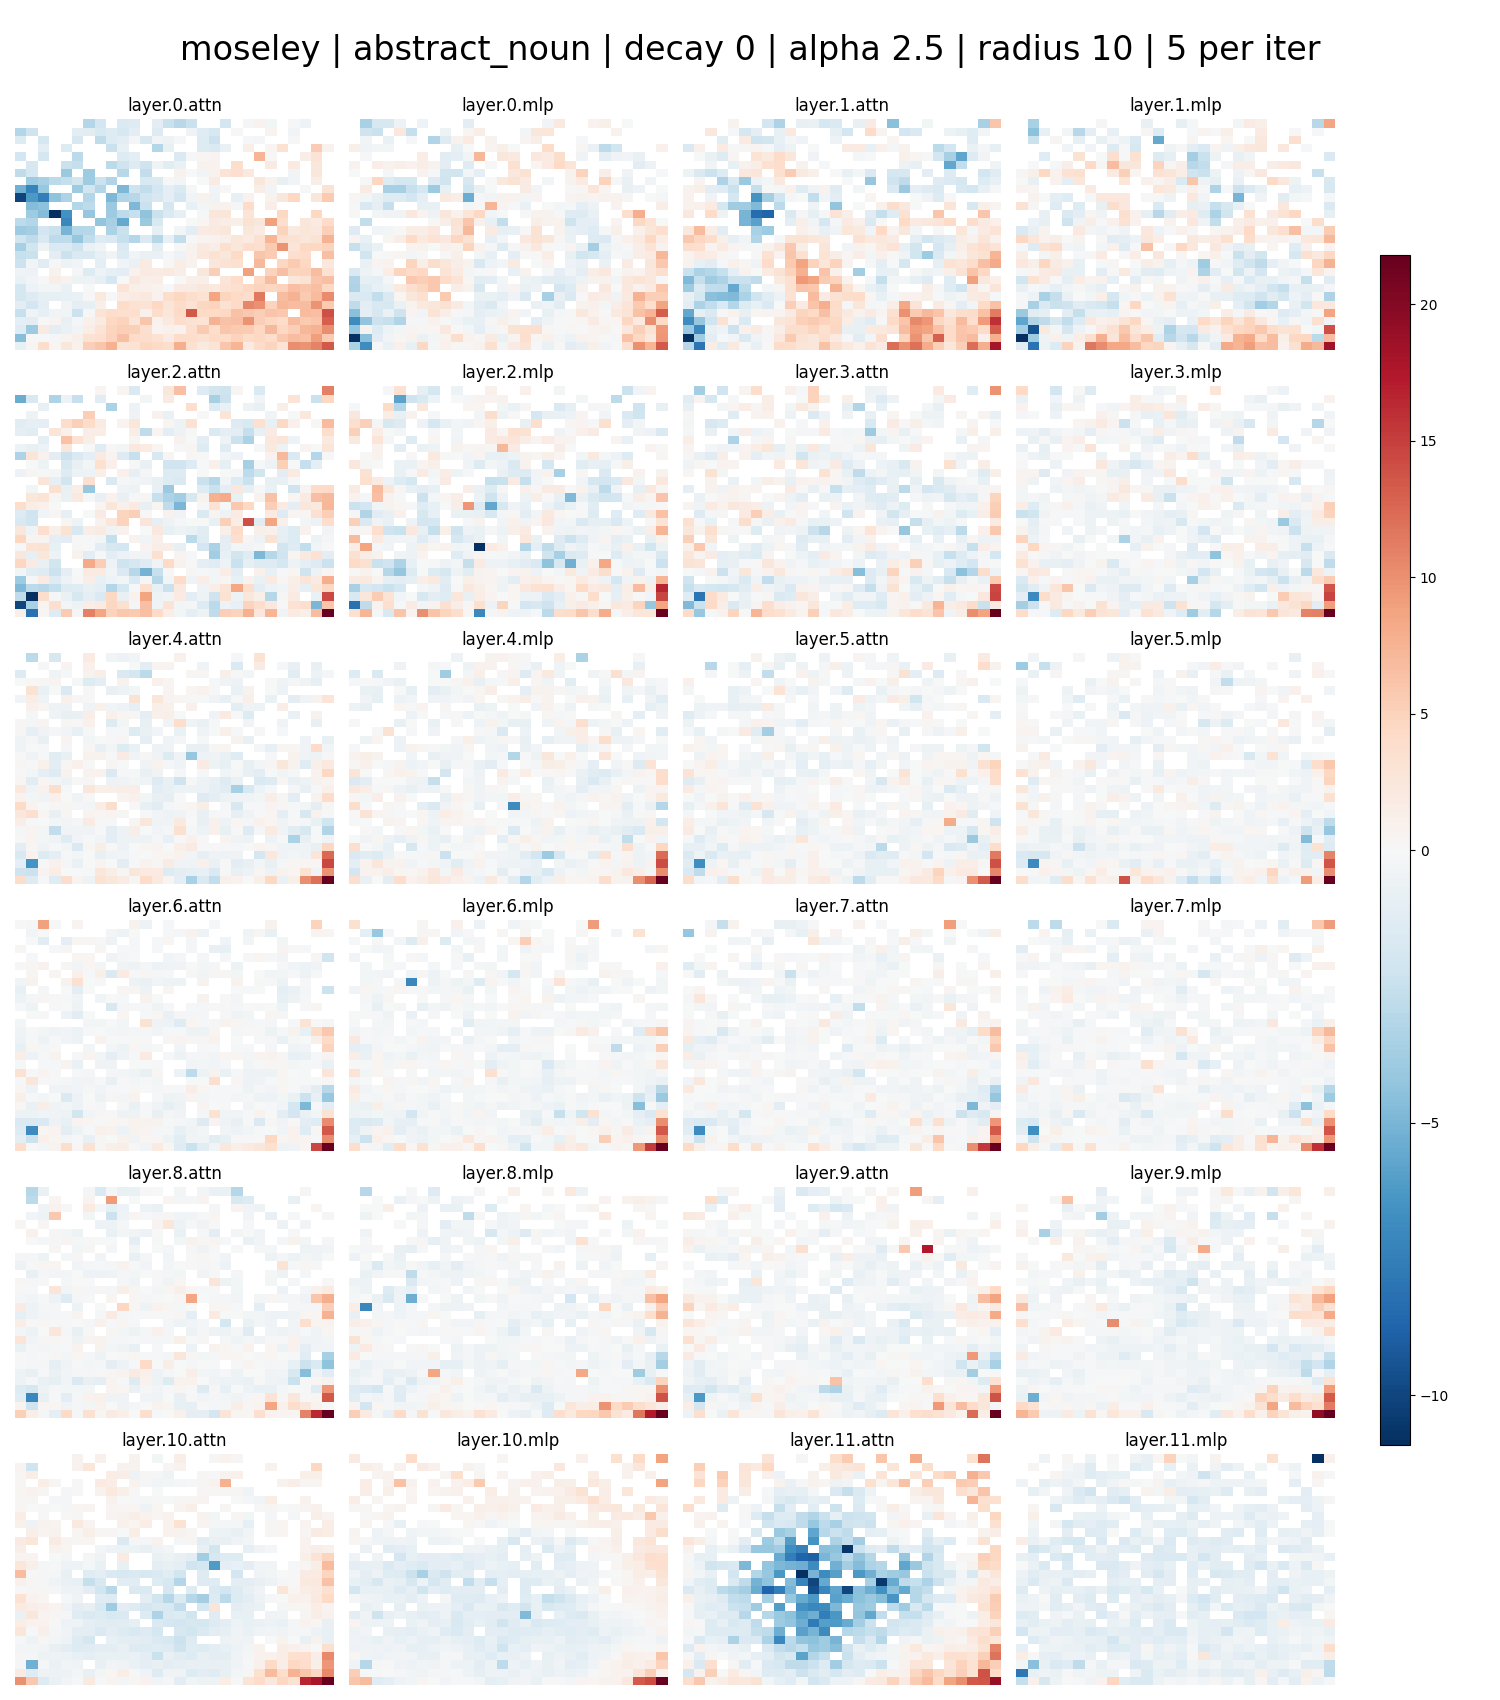 moseley | abstract_noun | decay 0 | alpha 2.5 | radius 10 | 5 per iter
layer.0.attn layer.0.mlp layer.1.attn layer.1.mlp
layer.2.attn layer.2.mlp layer.3.attn layer.3.mlp
layer.4.attn layer.4.mlp layer.5.attn layer.5.mlp
layer.6.attn layer.6.mlp layer.7.attn layer.7.mlp
layer.8.attn layer.8.mlp layer.9.attn layer.9.mlp
layer.10.attn layer.10.mlp layer.11.attn layer.11.mlp
20
15
10
5
0
−5
−10